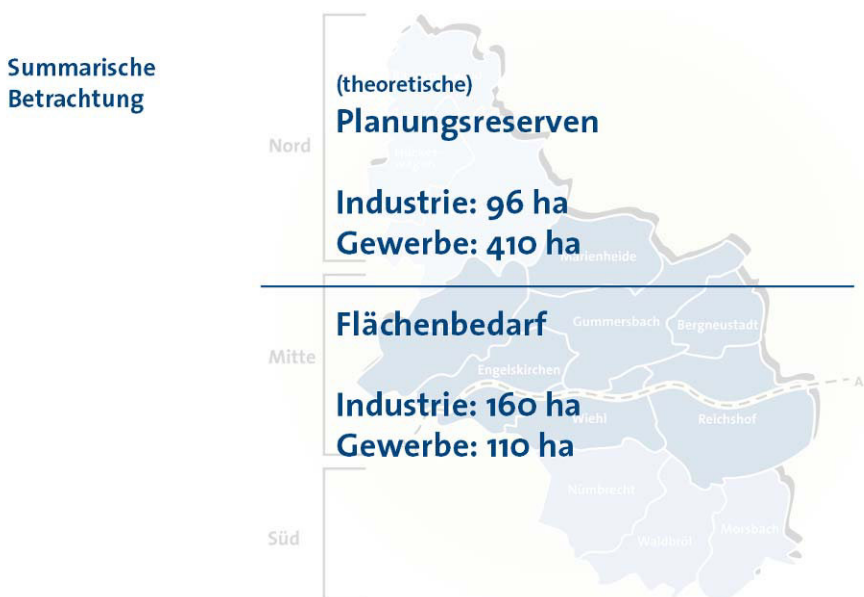 Summarische
Betrachtung
(theoretische)
Planungsreserven
Nord
Industrie: 96 ha
Gewerbe: 410 ha
Marienheide
Flächenbedarf
Gummersbach
Bergneustadt
Mitte
Engelskirchen
A
Industrie: 160 ha
Wiehl
Reichshof
Gewerbe: 110 ha
Nümbrecht
Morsbach
Süd
Waldbröl